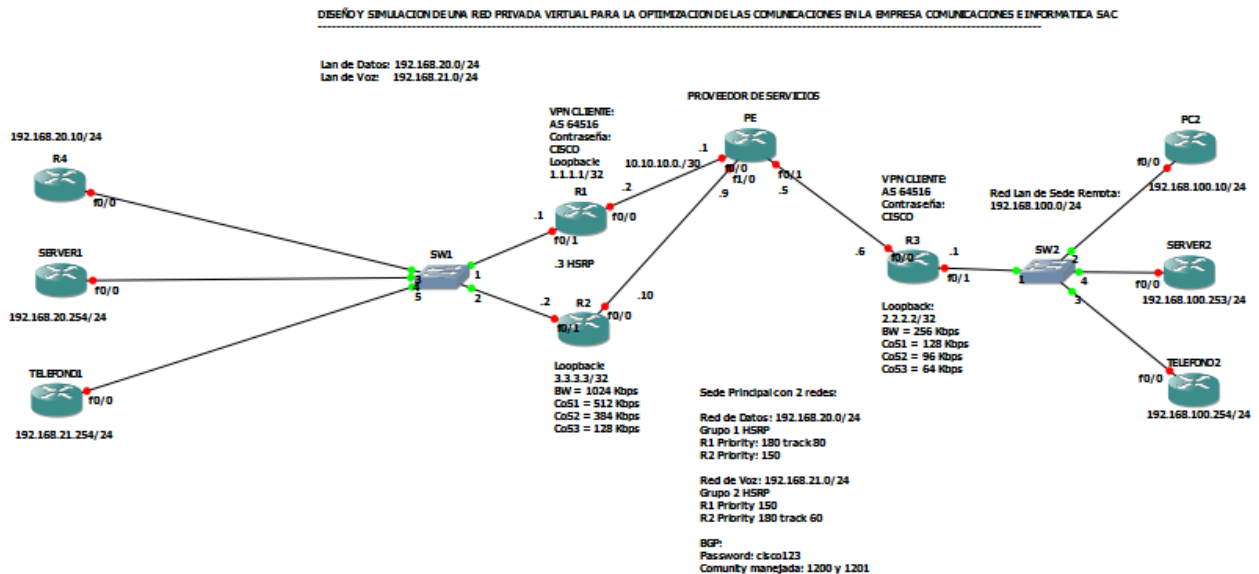 DISEÑO Y SIMULACION DE UNA RED PRIVADA VIRTUAL PARA LA OPTIMIZACION DE LAS COMUNICACIONES EN LA EMPRESA COMUNICACIONES E INFORMATICA SAC
Lan de Datos: 192.168.20.0/24
Lan de Voz: 192.168.21.0/24
PROVEEDOR DE SERVICIOS
PE
.1
f0/0
f1/0
f0/1
.9
.5
10.10.10.0./30
VPN CLIENTE:
AS 64516
Contraseña:
CISCO
Loopback
1.1.1.1/32
R1
.2
f0/0
.1
f0/1
.3 HSRP
192.168.20.10/24
R4
f0/0
SERVER1
f0/0
192.168.20.254/24
TELEFONO1
f0/0
192.168.21.254/24
SW1
3
4
5
1
2
.2
R2
.10
f0/1
f0/0
Loopback
3.3.3.3/32
BW = 1024 Kbps
CoS1 = 512 Kbps
CoS2 = 384 Kbps
CoS3 = 128 Kbps
VPN CLIENTE:
AS 64516
Contraseña:
CISCO
.6
R3
f0/0
.1
f0/1
Loopback:
2.2.2.2/32
BW = 256 Kbps
CoS1 = 128 Kbps
CoS2 = 96 Kbps
CoS3 = 64 Kbps
Red Lan de Sede Remota:
192.168.100.0/24
SW2
1
2
4
3
PC2
f0/0
192.168.100.10/24
SERVER2
f0/0
192.168.100.253/24
TELEFONO2
f0/0
192.168.100.254/24
Sede Principal con 2 redes:
Red de Datos: 192.168.20.0/24
Grupo 1 HSRP
R1 Priority: 180 track 80
R2 Priority: 150
Red de Voz: 192.168.21.0/24
Grupo 2 HSRP
R1 Priority 150
R2 Priority 180 track 60
BGP:
Password: cisco123
Comunity manejada: 1200 y 1201